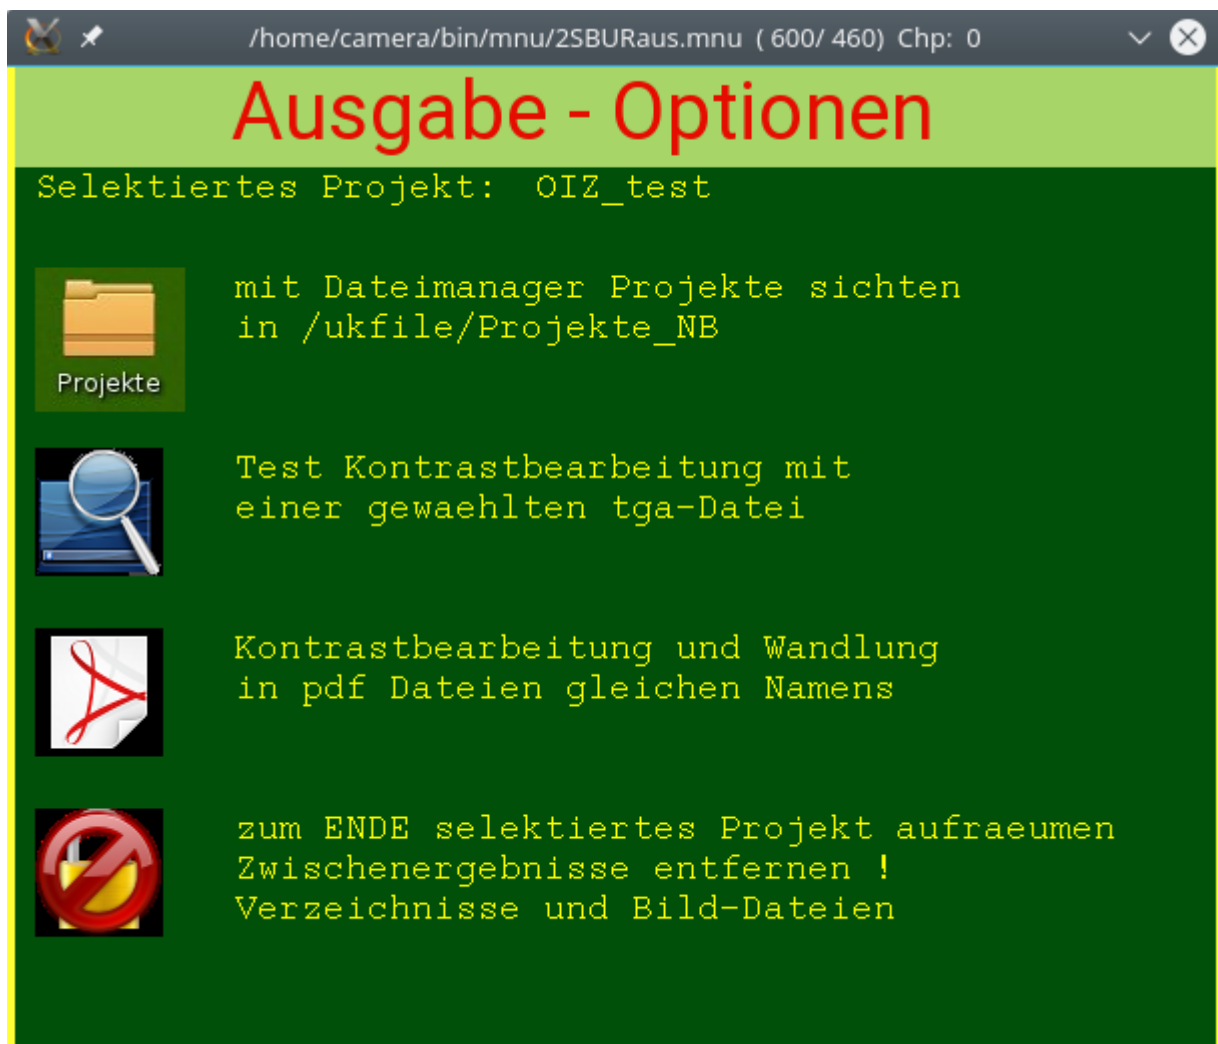 /home/camera/bin/mnu/2SBURaus.mnu ( 600/ 460) Chp: 0
Ausgabe - Optionen
Selektiertes Projekt: OIZ_test
mit Dateimanager Projekte sichten
in /ukfile/Projekte_NB
Projekte
Test Kontrastbearbeitung mit
einer gewaehlten tga-Datei
Kontrastbearbeitung und Wandlung
in pdf Dateien gleichen Namens
zum ENDE selektiertes Projekt aufraeumen
Zwischenergebnisse entfernen !
Verzeichnisse und Bild-Dateien